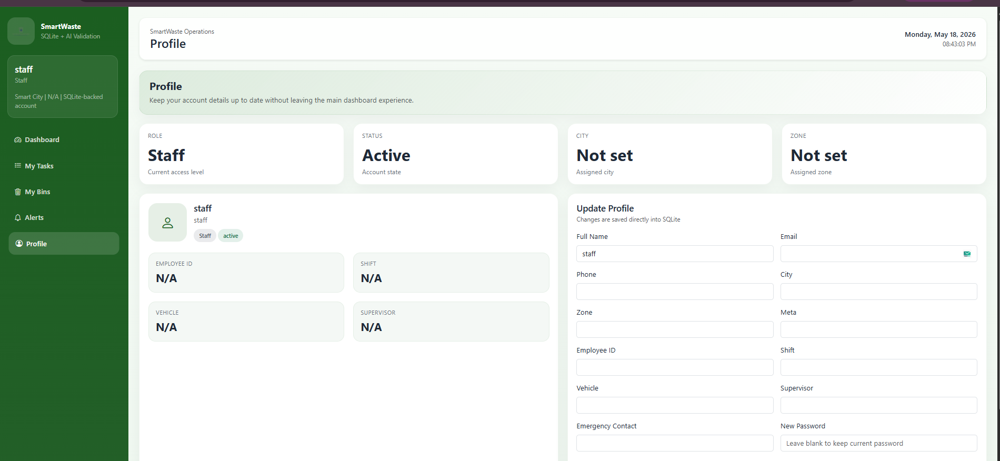 SmartWaste
SQLite + AI Validation
staff
Staff
Smart City | N/A | SQLite-backed
account
Dashboard
My Tasks
My Bins
Alerts
Profile
SmartWaste Operations
Profile
Monday, May 18, 2026
08:43:03 PM
Profile
Keep your account details up to date without leaving the main dashboard experience.
ROLE
Staff
Current access level
STATUS
Active
Account state
CITY
Not set
Assigned city
ZONE
Not set
Assigned zone
staff
staff
Staff active
EMPLOYEE ID
N/A
SHIFT
N/A
VEHICLE
N/A
SUPERVISOR
N/A
Update Profile
Changes are saved directly into SQLite
Full Name
staff
Email
Phone
City
Zone
Meta
Employee ID
Shift
Vehicle
Supervisor
Emergency Contact
New Password
Leave blank to keep current password